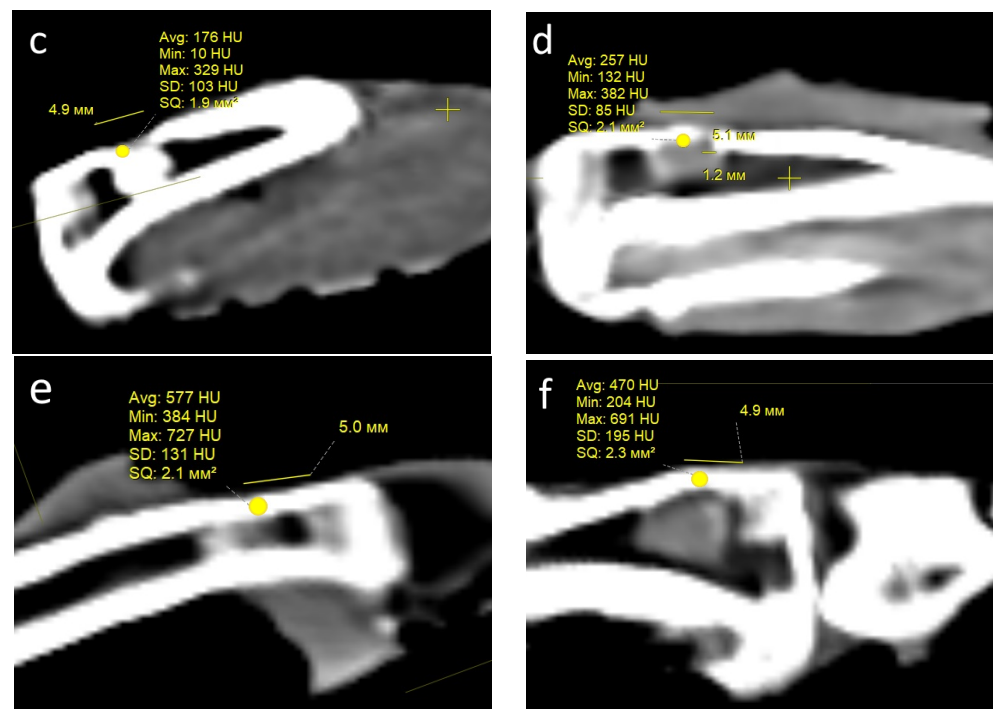 c
Avg: 176 HU
Min: 10 HU
Max: 329 HU
SD: 103 HU
SQ: 1.9 мм²
4.9 мм
d
Avg: 257 HU
Min: 132 HU
Max: 382 HU
SD: 85 HU
SQ: 2.1 мм²
5.1 мм
1.2 мм
e
Avg: 577 HU
Min: 384 HU
Max: 727 HU
SD: 131 HU
SQ: 2.1 мм²
5.0 мм
f
Avg: 470 HU
Min: 204 HU
Max: 691 HU
SD: 195 HU
SQ: 2.3 мм²
4.9 мм